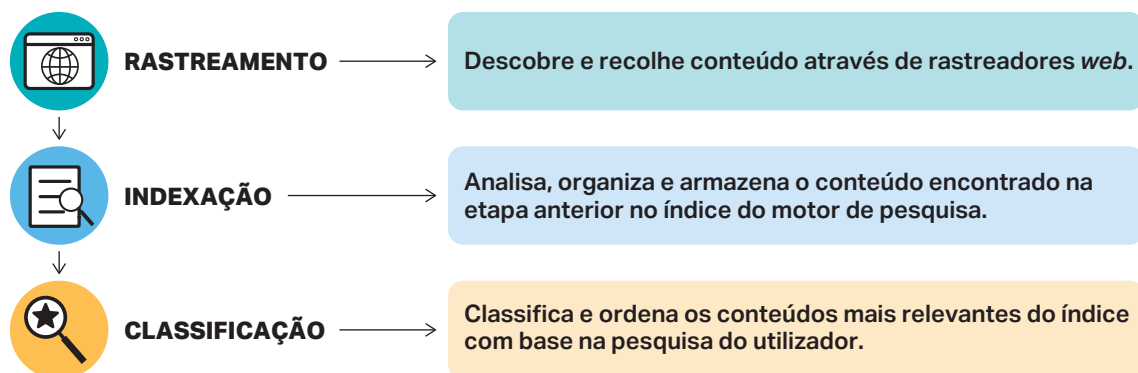 RASTREAMENTO
Descobre e recolhe conteúdo através de rastreadores web.
INDEXAÇÃO
Analisa, organiza e armazena o conteúdo encontrado na
etapa anterior no índice do motor de pesquisa.
CLASSIFICAÇÃO
Classifica e ordena os conteúdos mais relevantes do índice
com base na pesquisa do utilizador.